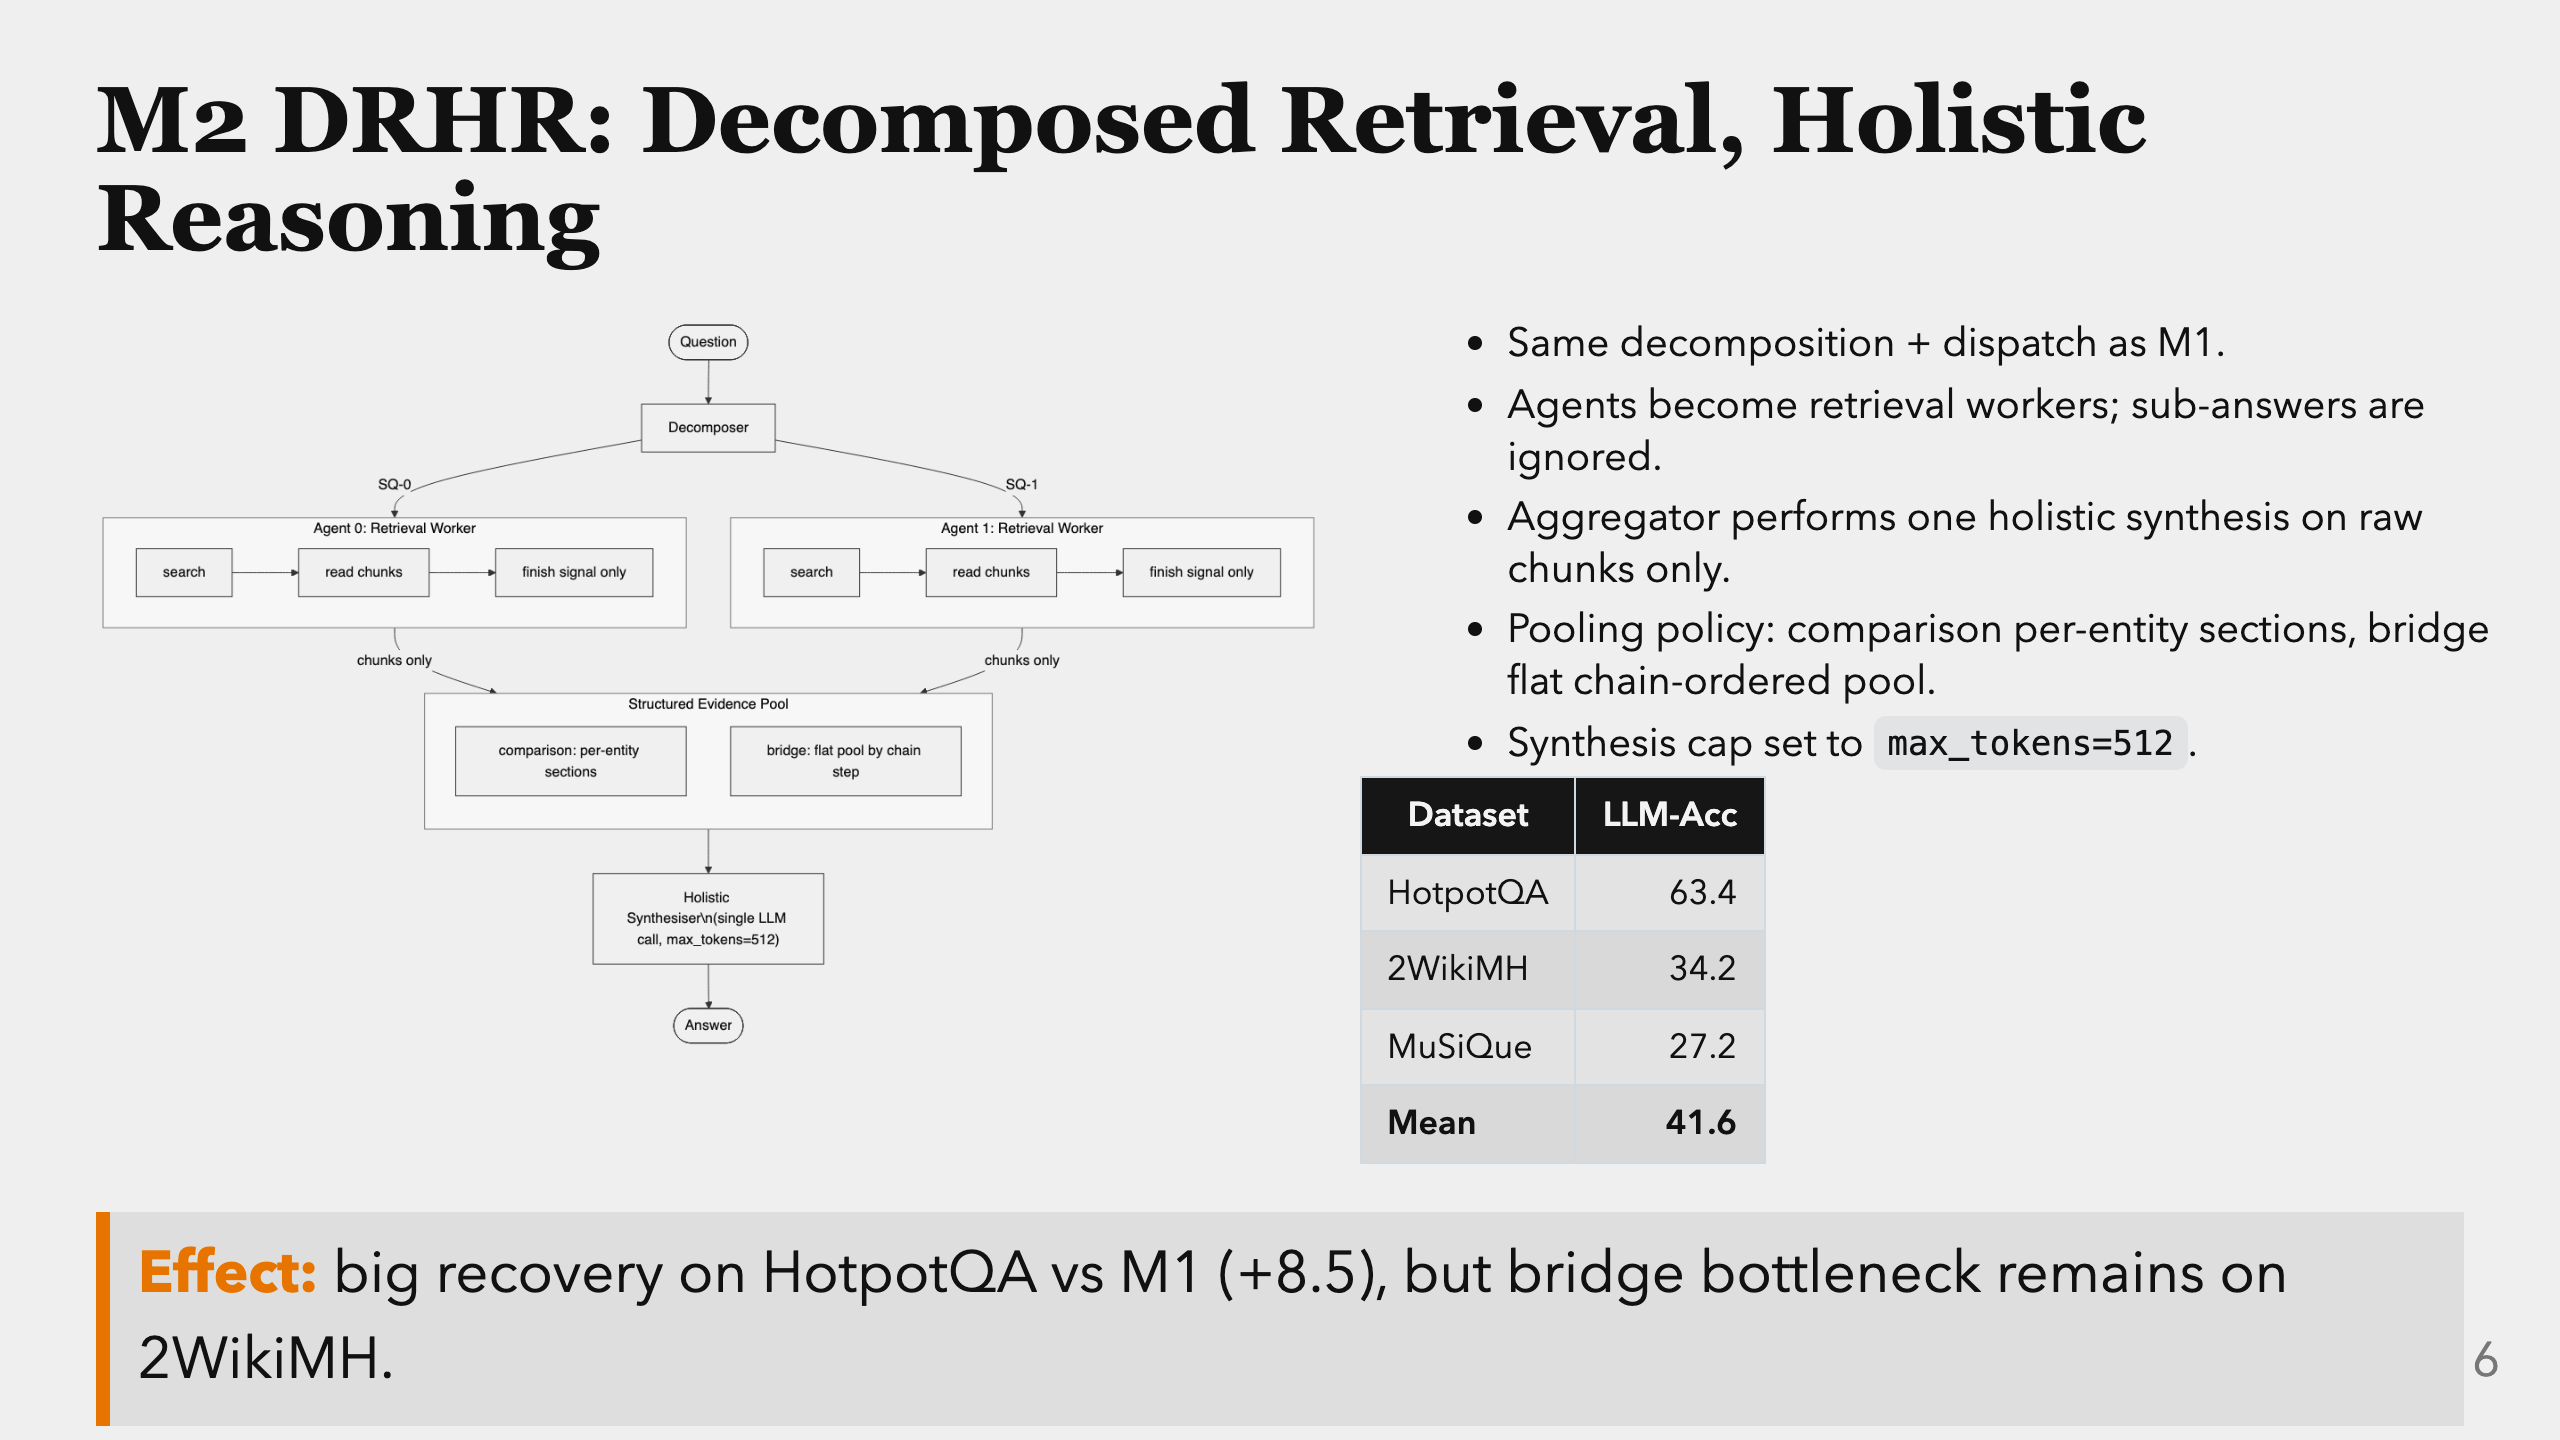 M2 DRHR: Decomposed Retrieval, Holistic
Reasoning
Question
Decomposer
SQ-0
SQ-1
Agent 0: Retrieval Worker
search
read chunks
finish signal only
Agent 1: Retrieval Worker
search
read chunks
finish signal only
chunks only
chunks only
Structured Evidence Pool
comparison: per-entity
sections
bridge: flat pool by chain
step
Holistic
Synthesiser\n(single LLM
call, max_tokens=512)
Answer
• Same decomposition + dispatch as M1.
• Agents become retrieval workers; sub-answers are
ignored.
• Aggregator performs one holistic synthesis on raw
chunks only.
• Pooling policy: comparison per-entity sections, bridge
flat chain-ordered pool.
• Synthesis cap set to max_tokens=512.
Dataset LLM-Acc
HotpotQA 63.4
2WikiMH 34.2
MuSiQue 27.2
Mean 41.6
Effect: big recovery on HotpotQA vs M1 (+8.5), but bridge bottleneck remains on
2WikiMH.
6